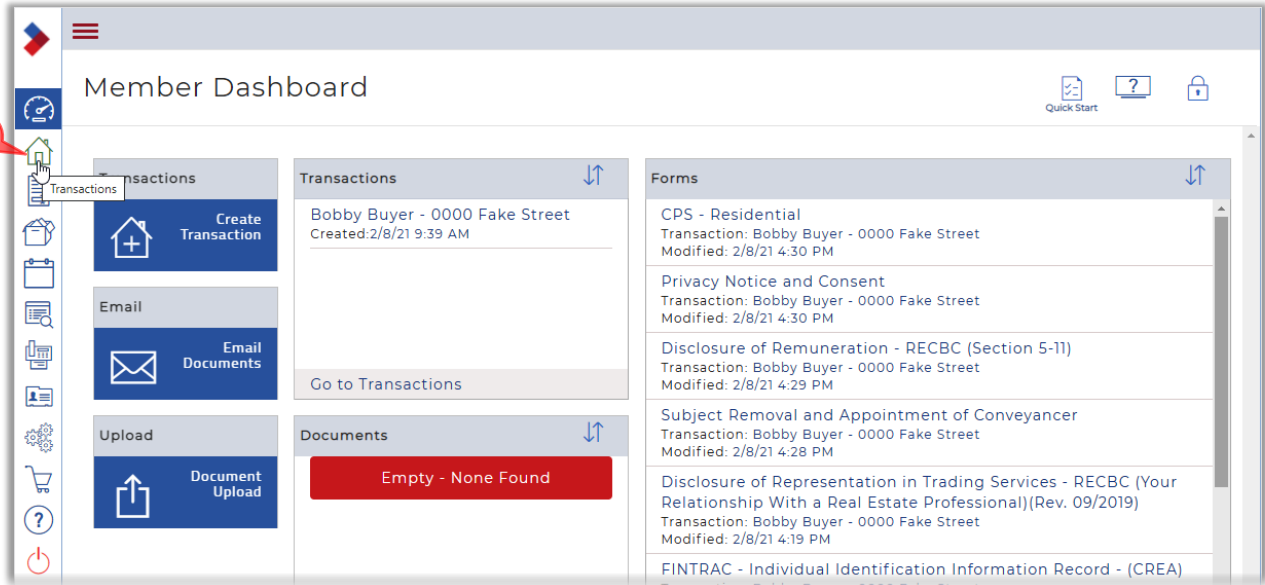 Member Dashboard
Quick Start
?
Transactions
nsactions
Create
Transaction
Email
Email
Documents
Upload
Document
Upload
Transactions
Bobby Buyer - 0000 Fake Street
Created:2/8/21 9:39 AM
Go to Transactions
Documents
Empty - None Found
Forms
CPS - Residential
Transaction: Bobby Buyer - 0000 Fake Street
Modified: 2/8/21 4:30 PM
Privacy Notice and Consent
Transaction: Bobby Buyer - 0000 Fake Street
Modified: 2/8/21 4:30 PM
Disclosure of Remuneration - RECBC (Section 5-11)
Transaction: Bobby Buyer - 0000 Fake Street
Modified: 2/8/21 4:29 PM
Subject Removal and Appointment of Conveyancer
Transaction: Bobby Buyer - 0000 Fake Street
Modified: 2/8/21 4:28 PM
Disclosure of Representation in Trading Services - RECBC (Your
Relationship With a Real Estate Professional)(Rev. 09/2019)
Transaction: Bobby Buyer - 0000 Fake Street
Modified: 2/8/21 4:19 PM
FINTRAC - Individual Identification Information Record - (CREA)
?